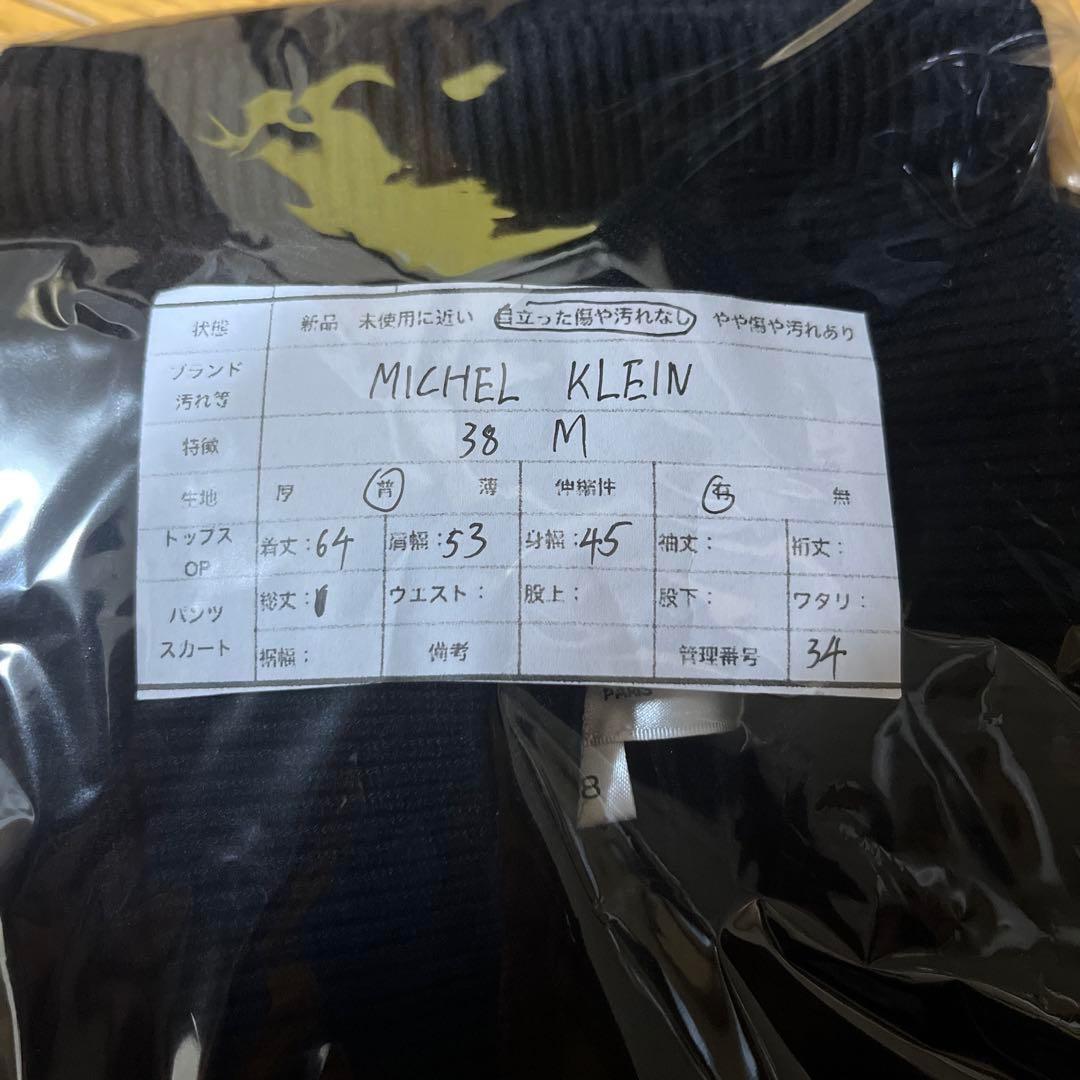 状態 新品 未使用に近い 目立った傷や汚れなし やや傷や汚れあり
ブランド
汚れ等 MICHEL KLEIN
特徴 38 M
生地 厚 普 薄 伸縮性 有 無
トップス
OP 着丈:64 肩幅:53 身幅:45 袖丈: 裄丈:
パンツ
スカート 総丈: ウエスト: 股上: 股下: ワタリ:
裾幅: 備考 管理番号 34
PARIS
8